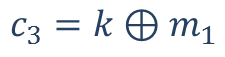 c₃ = k ⊕ m₁